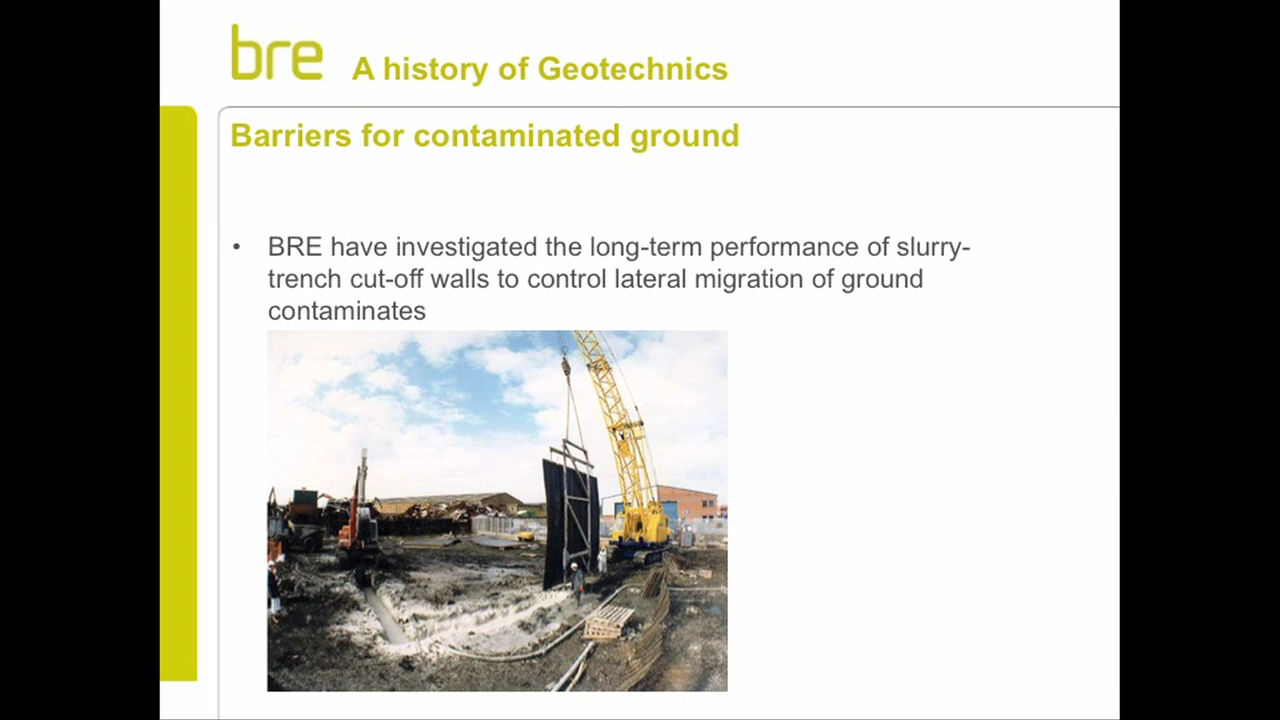 bre A history of Geotechnics
Barriers for contaminated ground
• BRE have investigated the long-term performance of slurry-
trench cut-off walls to control lateral migration of ground
contaminates